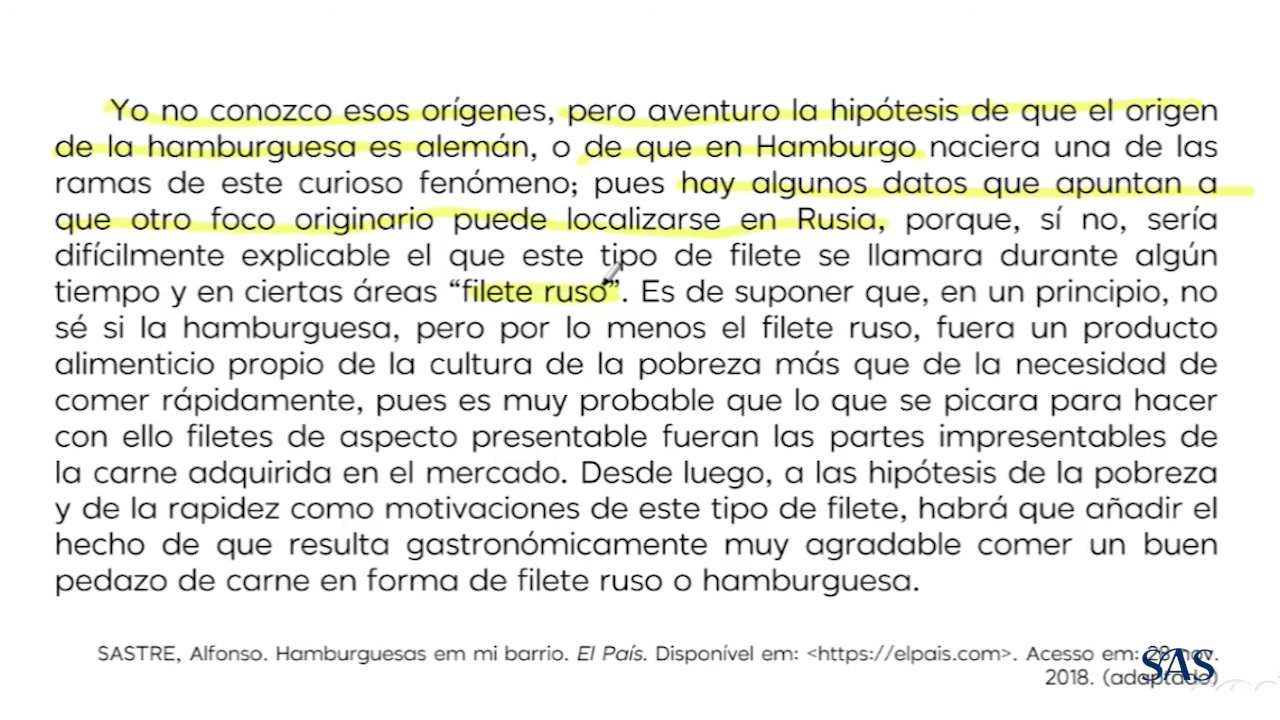 Yo no conozco esos orígenes, pero aventuro la hipótesis de que el origen
de la hamburguesa es alemán, o de que en Hamburgo naciera una de las
ramas de este curioso fenómeno; pues hay algunos datos que apuntan a
que otro foco originario puede localizarse en Rusia, porque, sí no, sería
difícilmente explicable el que este tipo de filete se llamara durante algún
tiempo y en ciertas áreas “filete ruso”. Es de suponer que, en un principio, no
sé si la hamburguesa, pero por lo menos el filete ruso, fuera un producto
alimenticio propio de la cultura de la pobreza más que de la necesidad de
comer rápidamente, pues es muy probable que lo que se picara para hacer
con ello filetes de aspecto presentable fueran las partes impresentables de
la carne adquirida en el mercado. Desde luego, a las hipótesis de la pobreza
y de la rapidez como motivaciones de este tipo de filete, habrá que añadir el
hecho de que resulta gastronómicamente muy agradable comer un buen
pedazo de carne en forma de filete ruso o hamburguesa.
SASTRE, Alfonso. Hamburguesas em mi barrio. El País. Disponível em: <https://elpais.com>. Acesso em: 28 nov.
2018. (adaptado)
SAS